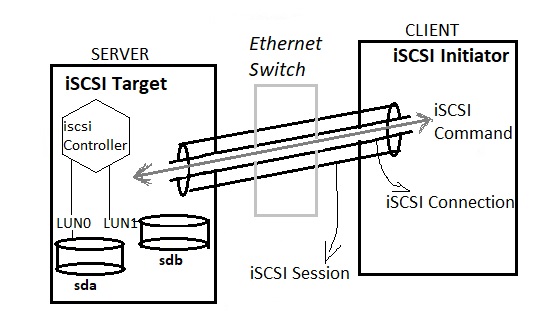 CLIENT
Ethernet
Switch
SERVER
iSCSI Initiator
iSCSI Target
iscsi
Controller
iSCSI
Command
iSCSI Connection
LUN0 LUN1
sdb
iSCSI Session
sda